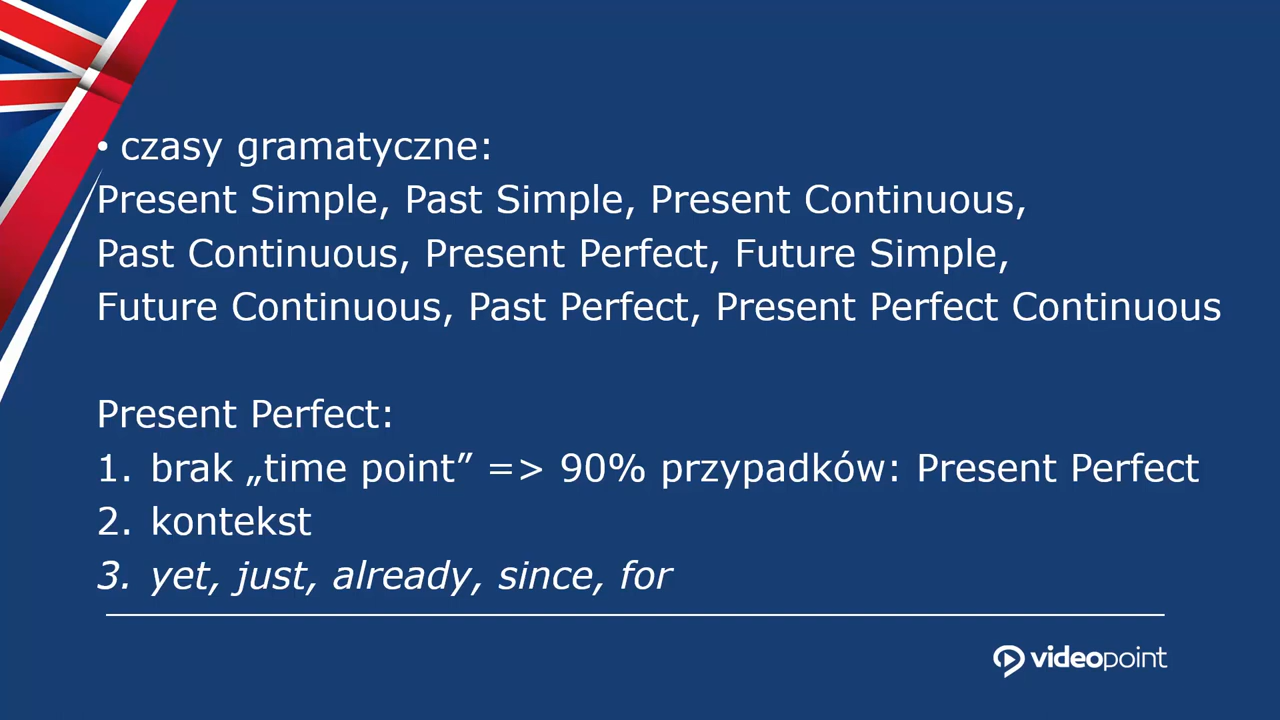 • czasy gramatyczne:
Present Simple, Past Simple, Present Continuous,
Past Continuous, Present Perfect, Future Simple,
Future Continuous, Past Perfect, Present Perfect Continuous
Present Perfect:
1. brak „time point” => 90% przypadków: Present Perfect
2. kontekst
3. yet, just, already, since, for
videopoint